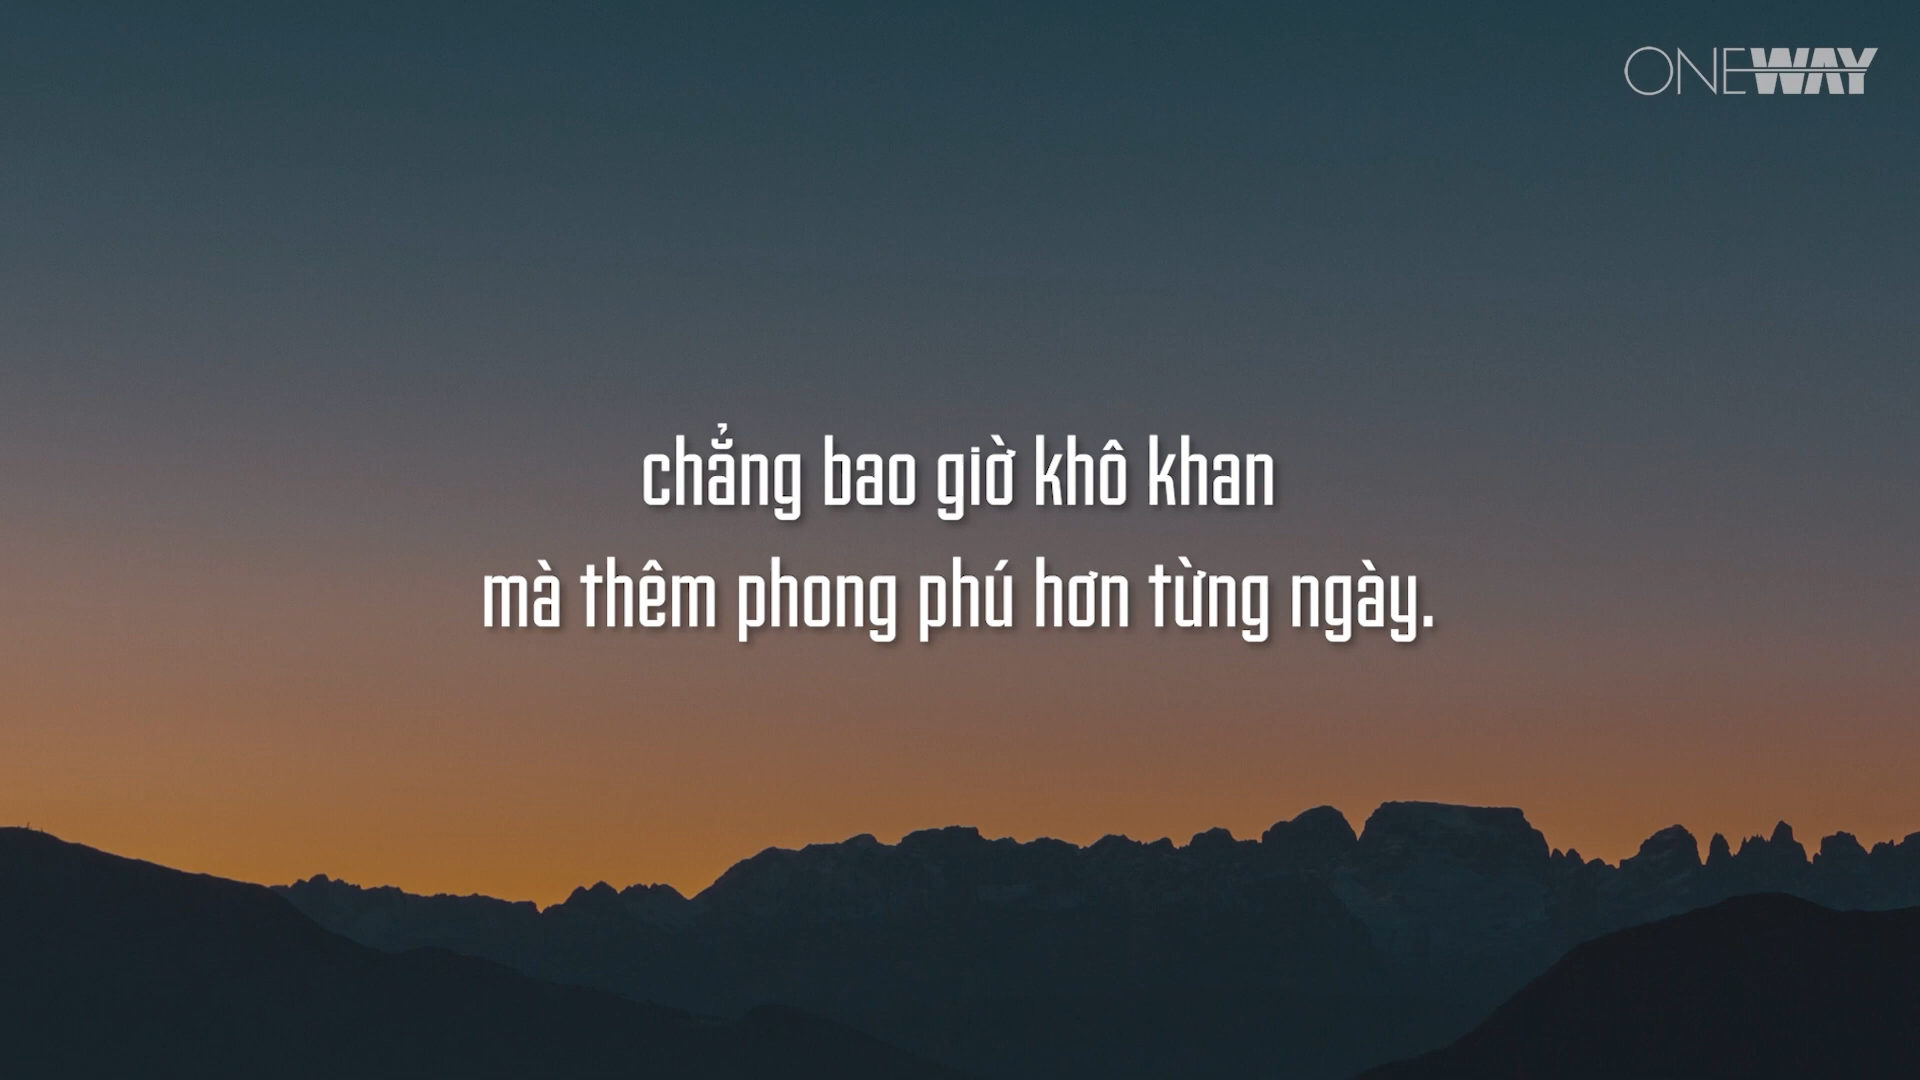 ONEWAY
chẳng bao giờ khô khan
mà thêm phong phú hơn từng ngày.